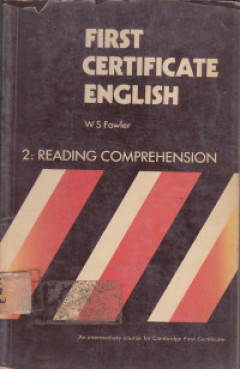 FIRST
CERTIFICATE
ENGLISH
W S Fowler
2: READING COMPREHENSION
An intermediate course for Cambridge First Certificate